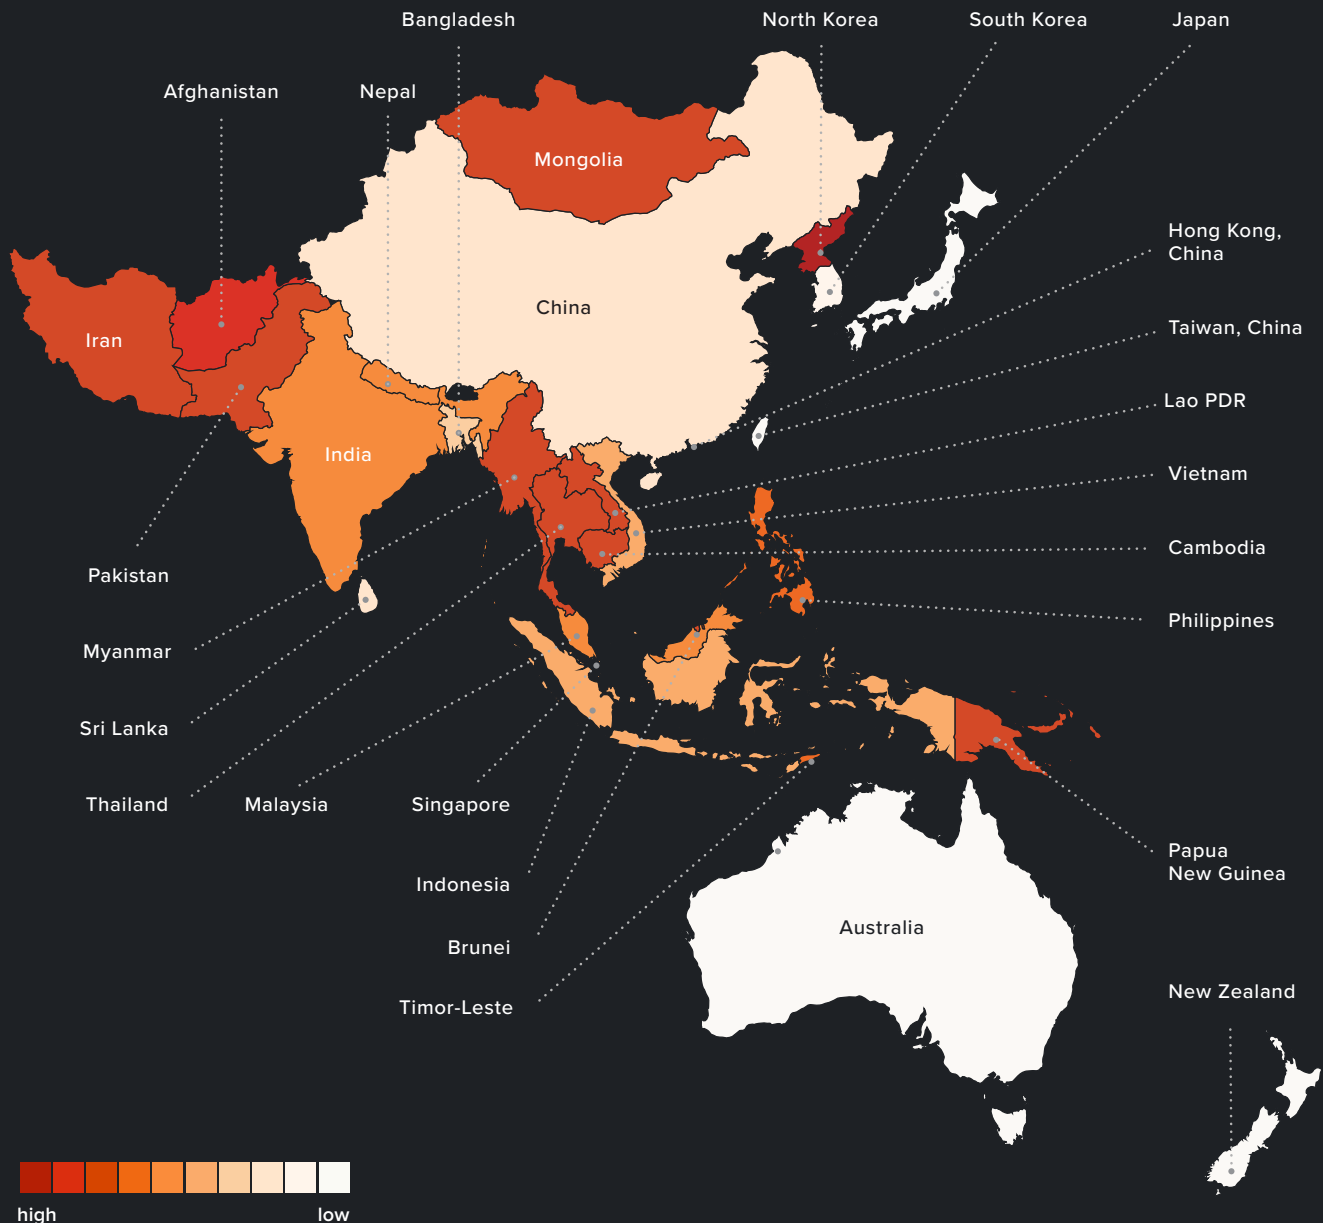 Bangladesh
North Korea
South Korea
Japan
Afghanistan
Nepal
Mongolia
Hong Kong,
China
China
Taiwan, China
Iran
Lao PDR
India
Vietnam
Cambodia
Pakistan
Philippines
Myanmar
Sri Lanka
Thailand
Malaysia
Singapore
Papua
New Guinea
Indonesia
Australia
Brunei
New Zealand
Timor-Leste
high
low